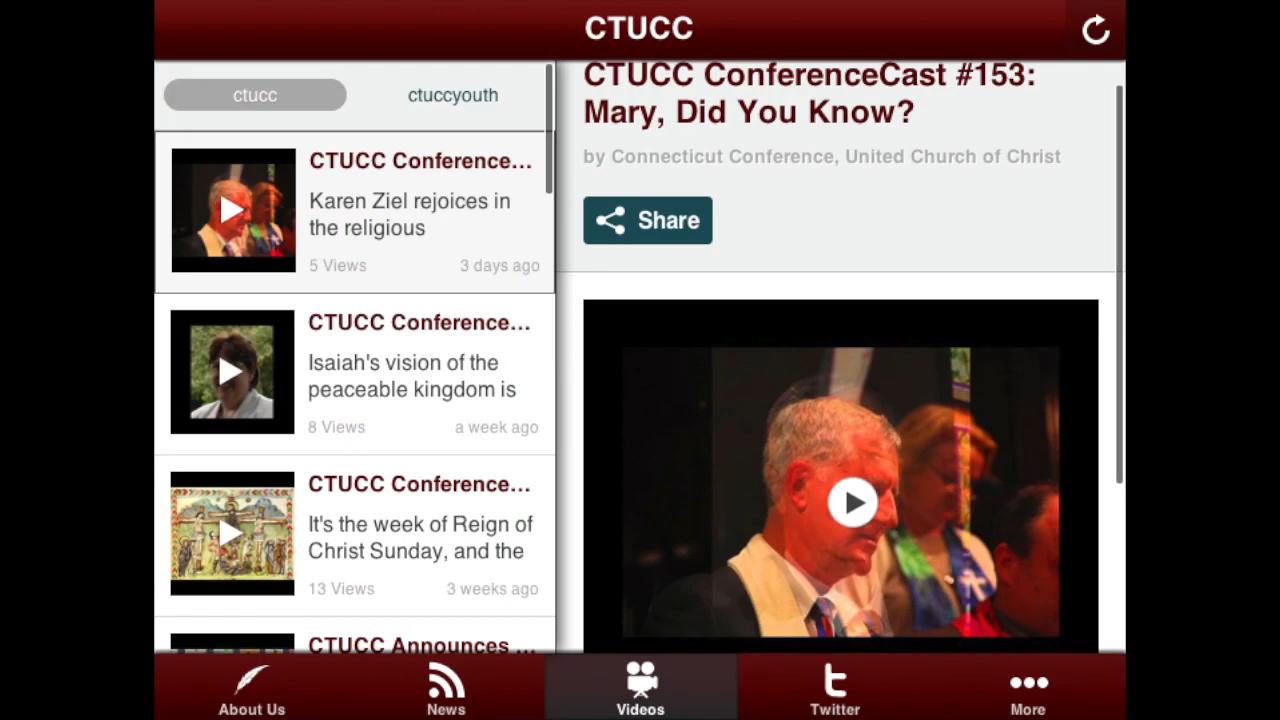 CTUCC
ctucc
ctuccyouth
CTUCC Conference...
Karen Ziel rejoices in
the religious
5 Views
3 days ago
CTUCC Conference...
Isaiah's vision of the
peaceable kingdom is
8 Views
a week ago
CTUCC Conference...
It's the week of Reign of
Christ Sunday, and the
13 Views
3 weeks ago
CTUCC Announces ...
CTUCC ConferenceCast #153:
Mary, Did You Know?
by Connecticut Conference, United Church of Christ
Share
About Us
News
Videos
Twitter
More